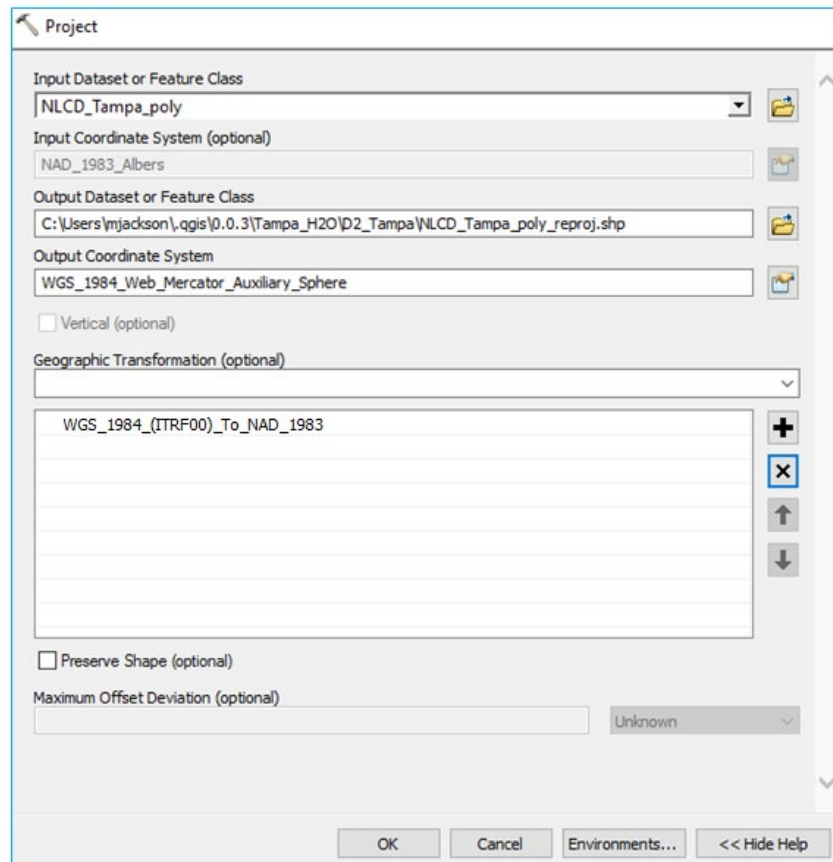 Project
Input Dataset or Feature Class
NLCD_Tampa_poly
Input Coordinate System (optional)
NAD_1983_Albers
Output Dataset or Feature Class
C:\Users\mjackson\.qgis\0.0.3\Tampa_H2O\D2_Tampa\NLCD_Tampa_poly_reproj.shp
Output Coordinate System
WGS_1984_Web_Mercator_Auxiliary_Sphere
Vertical (optional)
Geographic Transformation (optional)
WGS_1984_(ITRF00)_To_NAD_1983
Preserve Shape (optional)
Maximum Offset Deviation (optional)
Unknown
OK Cancel Environments... << Hide Help